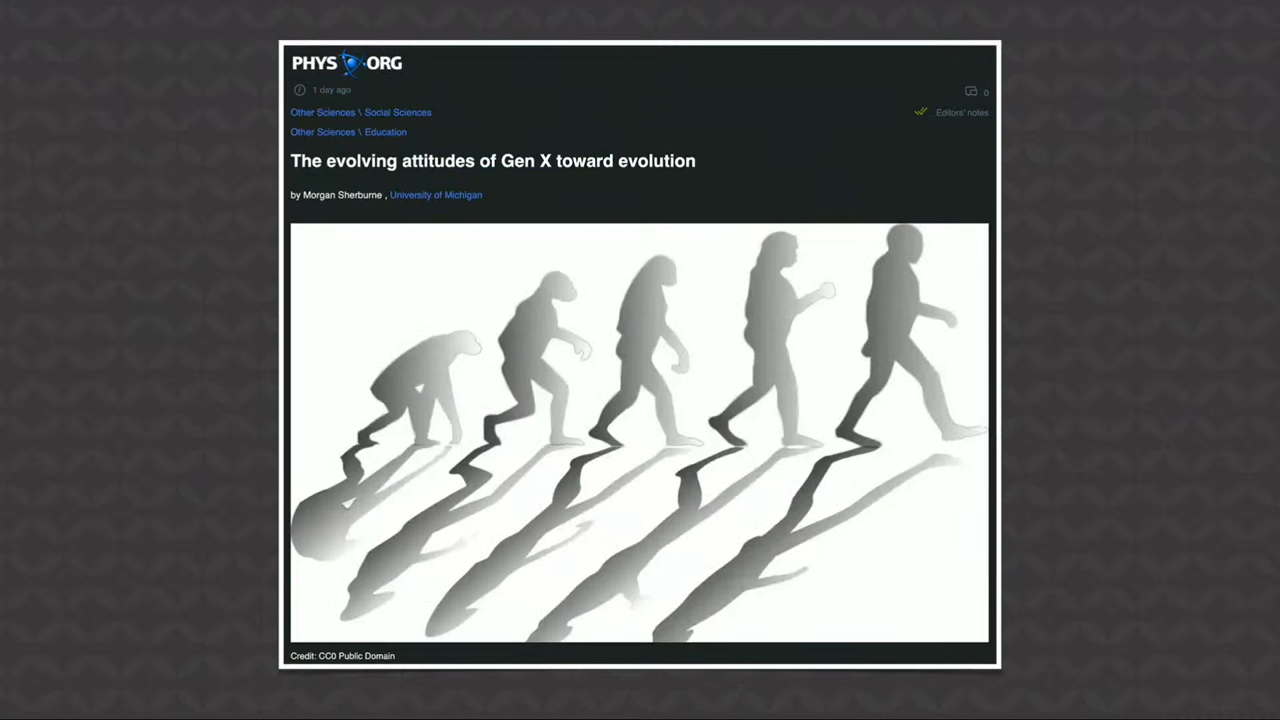 PHYS ORG
1 day ago
0
Other Sciences \ Social Sciences
Editors' notes
Other Sciences \ Education
The evolving attitudes of Gen X toward evolution
by Morgan Sherburne , University of Michigan
Credit: CC0 Public Domain